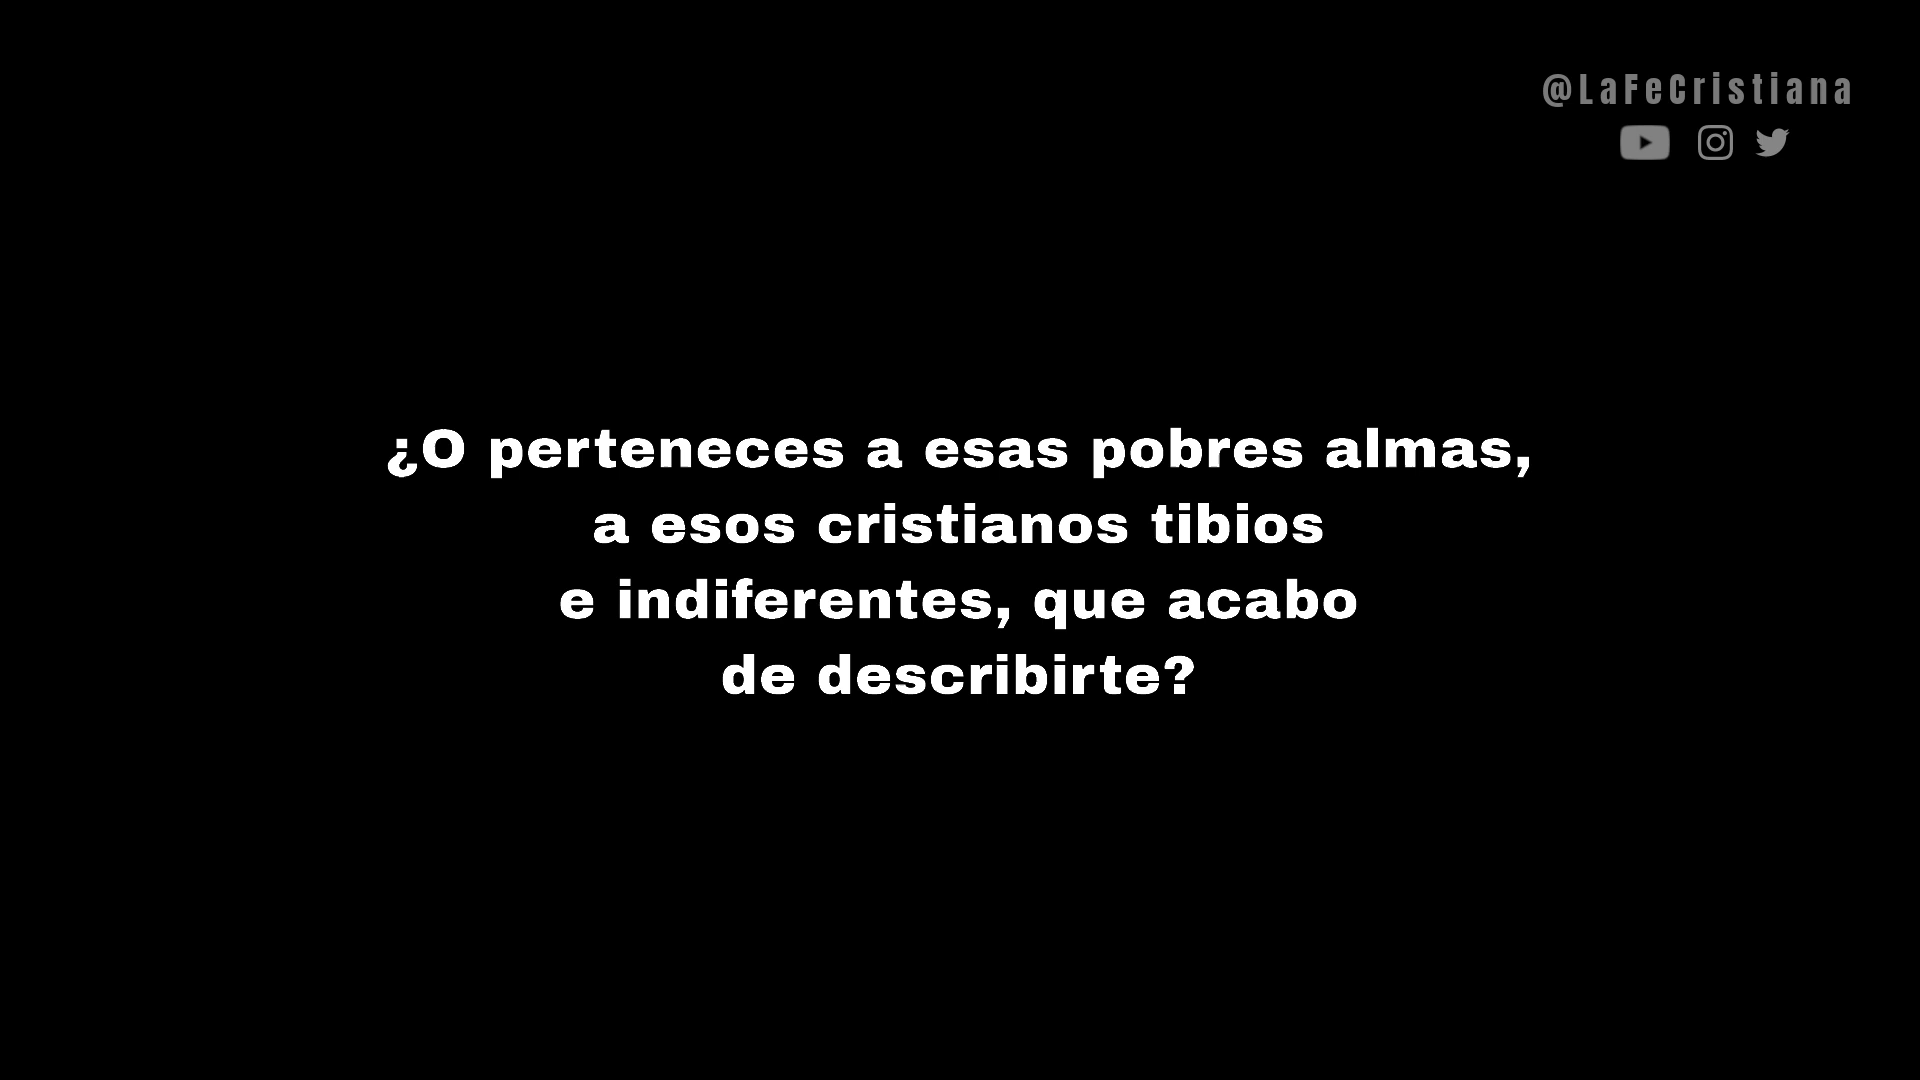 @LaFeCristiana
¿O perteneces a esas pobres almas,
a esos cristianos tibios
e indiferentes, que acabo
de describirte?